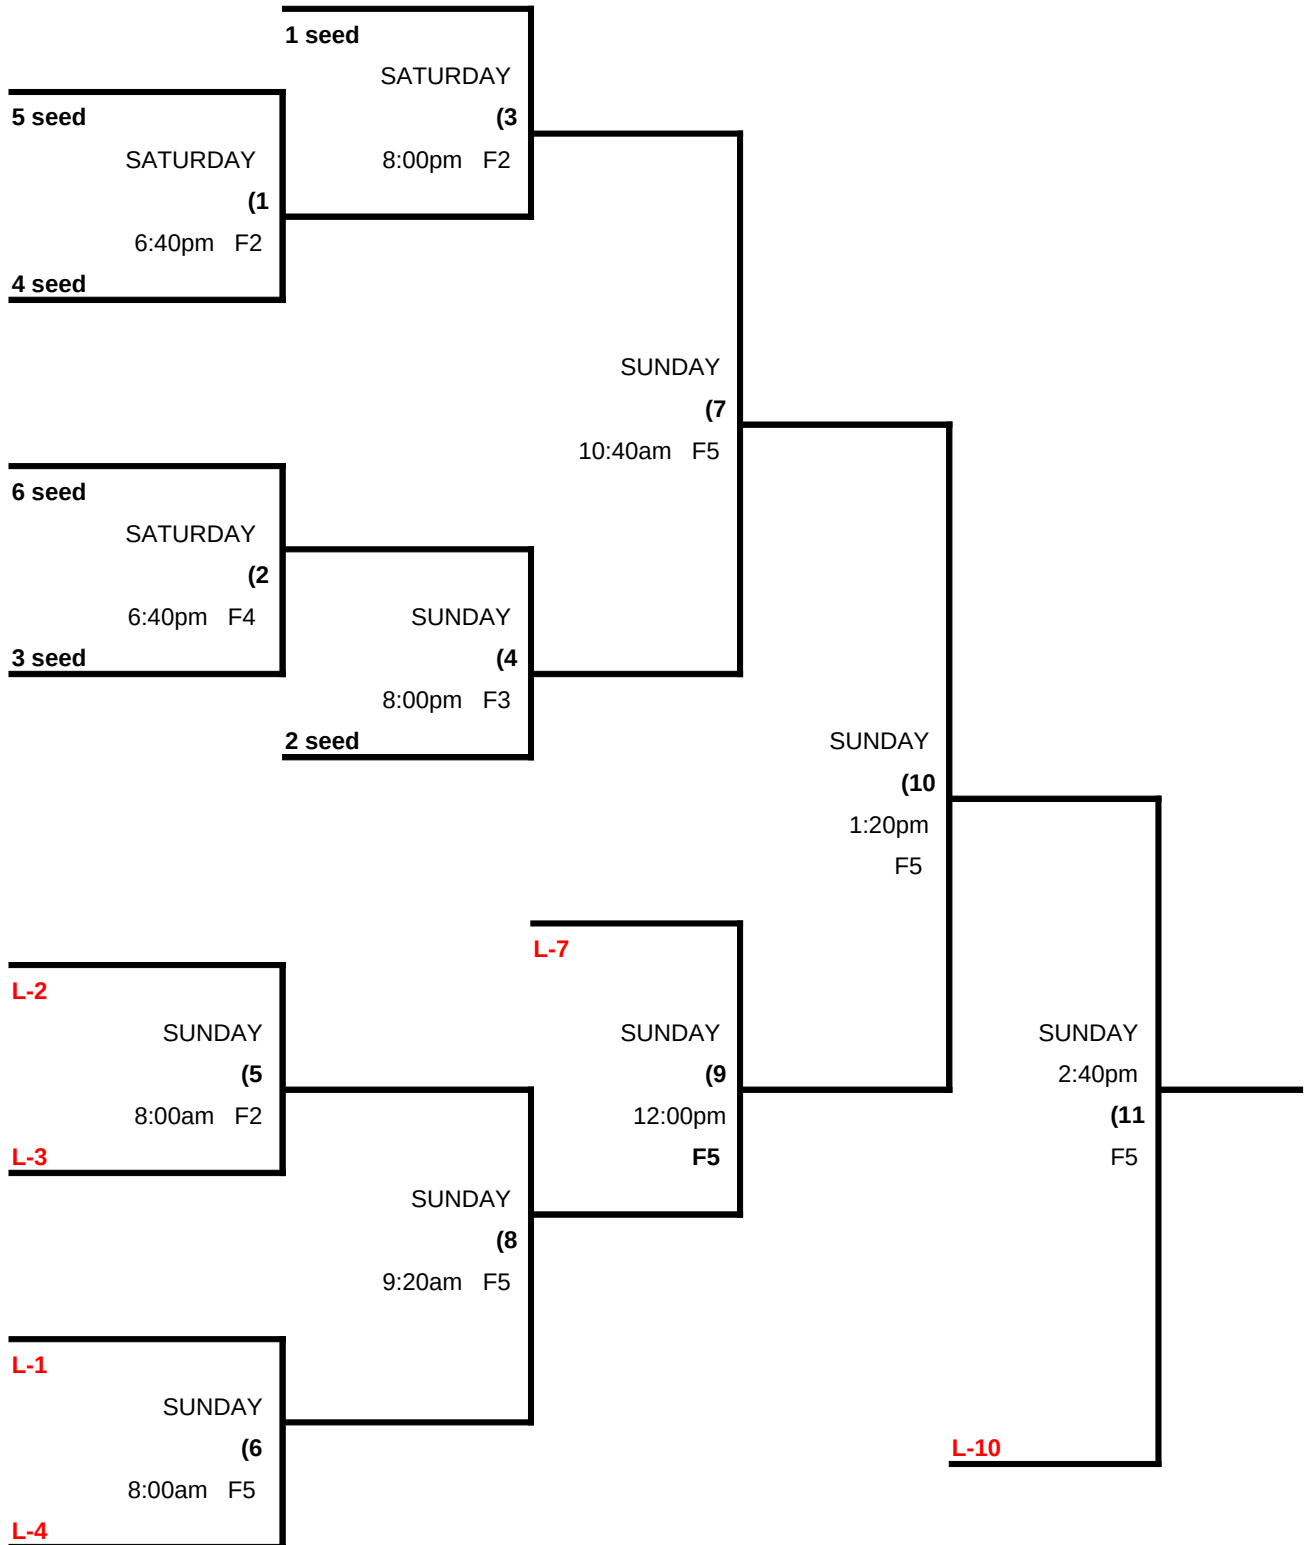 1 seed
SATURDAY
5 seed
(3
SATURDAY
8:00pm F2
(1
6:40pm F2
4 seed
SUNDAY
(7
10:40am F5
6 seed
SATURDAY
(2
6:40pm F4
SUNDAY
3 seed
(4
8:00pm F3
2 seed
SUNDAY
(10
1:20pm
F5
L-7
L-2
SUNDAY
SUNDAY
SUNDAY
(5
(9
2:40pm
8:00am F2
12:00pm
(11
L-3
F5
F5
SUNDAY
(8
9:20am F5
L-1
SUNDAY
(6
L-10
8:00am F5
L-4